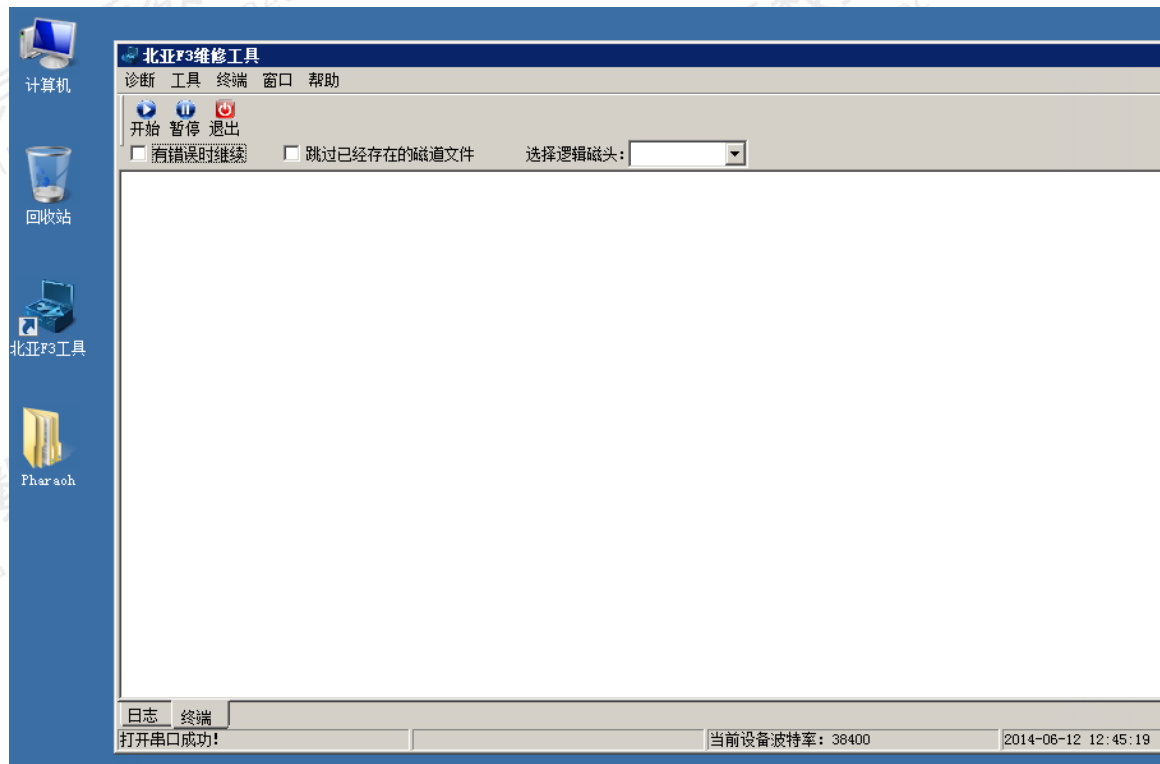 计算机
回收站
北亚F3工具
Pharaoh
北亚F3维修工具
诊断 工具 终端 窗口 帮助
开始 暂停 退出
有错误时继续 跳过已经存在的磁道文件 选择逻辑磁头：
日志 终端
打开串口成功! 当前设备波特率：38400 2014-06-12 12:45:19